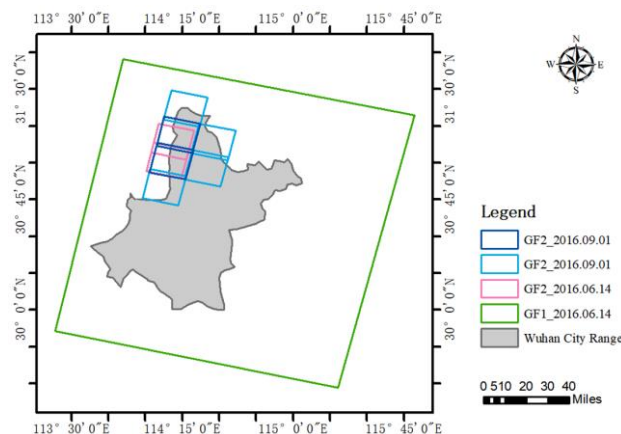 113° 30′ 0″E 114° 15′ 0″E 115° 0′ 0″E 115° 45′ 0″E
N
W E
S
30° 0′ 0″N 30° 45′ 0″N 31° 30′ 0″N
30° 0′ 0″N 30° 45′ 0″N 31° 30′ 0″N
Legend
GF2_2016.09.01
GF2_2016.09.01
GF2_2016.06.14
GF1_2016.06.14
Wuhan City Range
0 510 20 30 40
Miles
113° 30′ 0″E 114° 15′ 0″E 115° 0′ 0″E 115° 45′ 0″E